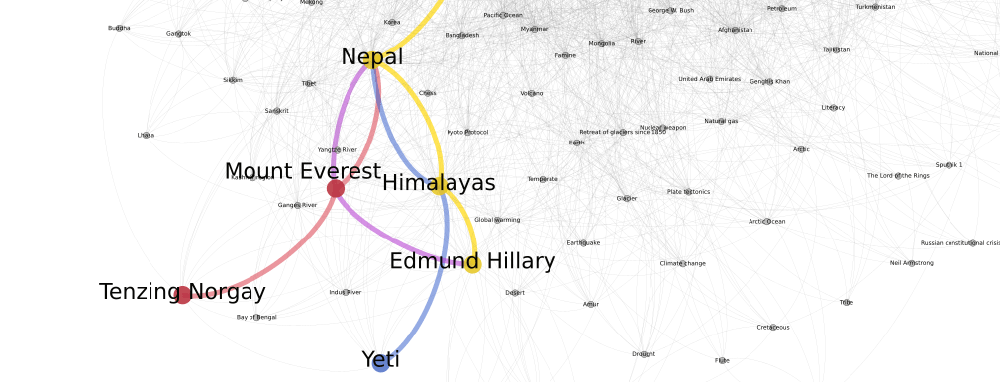 Mekong
Pacific Ocean
George W. Bush
Petroleum
Turkmenistan
Buddha
Gangtok
Korea
Bangladesh
Myanmar
Mongolia
River
Afghanistan
Nepal
Famine
Tajikistan
National
Sikkim
Tibet
Chess
Volcano
United Arab Emirates
Genghis Khan
Sanskrit
Literacy
Natural gas
Kyoto Protocol
Retreat of glaciers since 1850
Nuclear weapon
Earth
Yangtze River
Arctic
Mount Everest
Himalayas
Temperate
Sputnik 1
The Lord of the Rings
Ganges River
Glacier
Plate tectonics
Global warming
Arctic Ocean
Earthquake
Russian constitutional crisis
Edmund Hillary
Climate change
Neil Armstrong
Tenzing Norgay
Indus River
Desert
Amur
Bay of Bengal
Cretaceous
Yeti
Drought
Flute